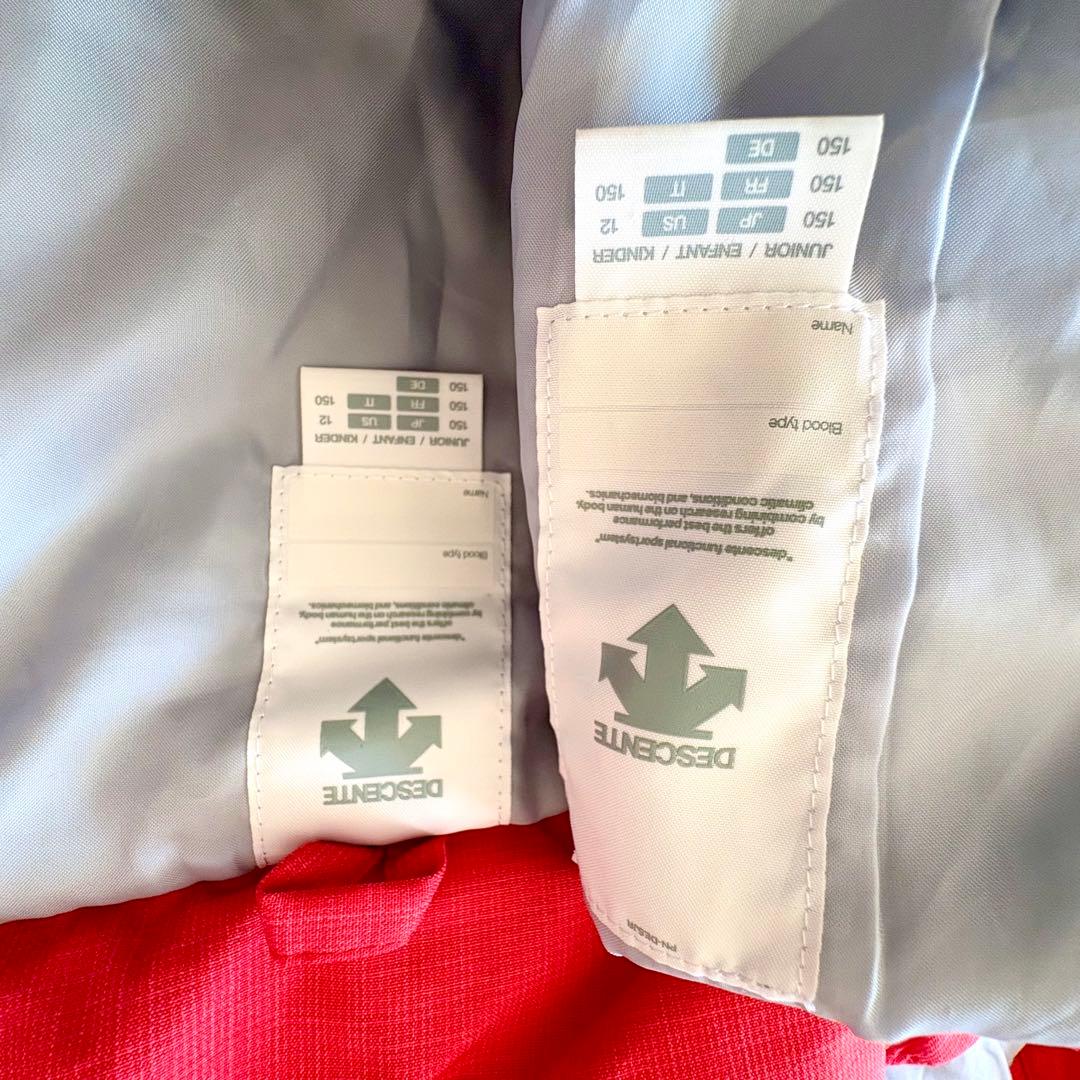 PN-DESJR
DESCENTE
"descente functional sportsystem"
offers the best performance
by combining research on the human body,
climatic conditions, and biomechanics.
Blood type
Name
JUNIOR / ENFANT / KINDER
150 JP US 12
150 FR IT 150
150 DE
DESCENTE
"descente functional sportsystem"
offers the best performance
by combining research on the human body,
climatic conditions, and biomechanics.
Blood type
Name
JUNIOR / ENFANT / KINDER
150 JP US 12
150 FR IT 150
150 DE